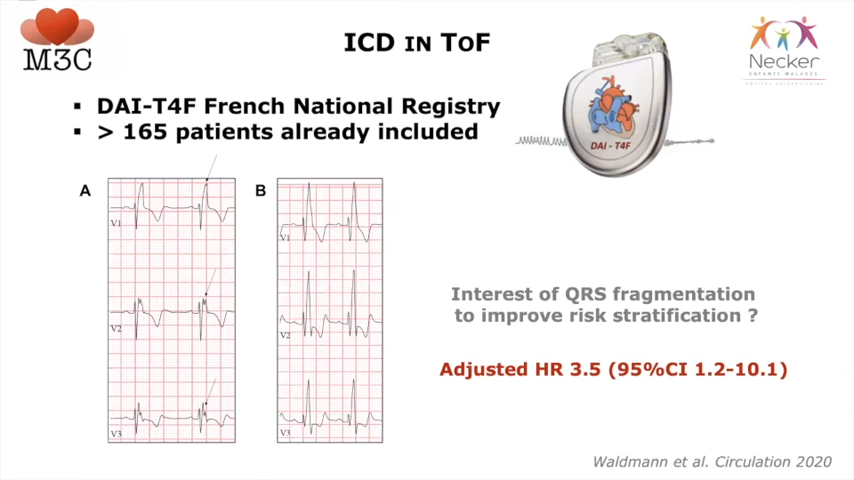 M3C
ICD IN TOF
Necker
ENFANTS MALADES
HÔPITAL UNIVERSITAIRE
▪ DAI-T4F French National Registry
▪ > 165 patients already included
DAI - T4F
A
B
V1
V2
V3
V1
V2
V3
Interest of QRS fragmentation
to improve risk stratification ?
Adjusted HR 3.5 (95%CI 1.2-10.1)
Waldmann et al. Circulation 2020